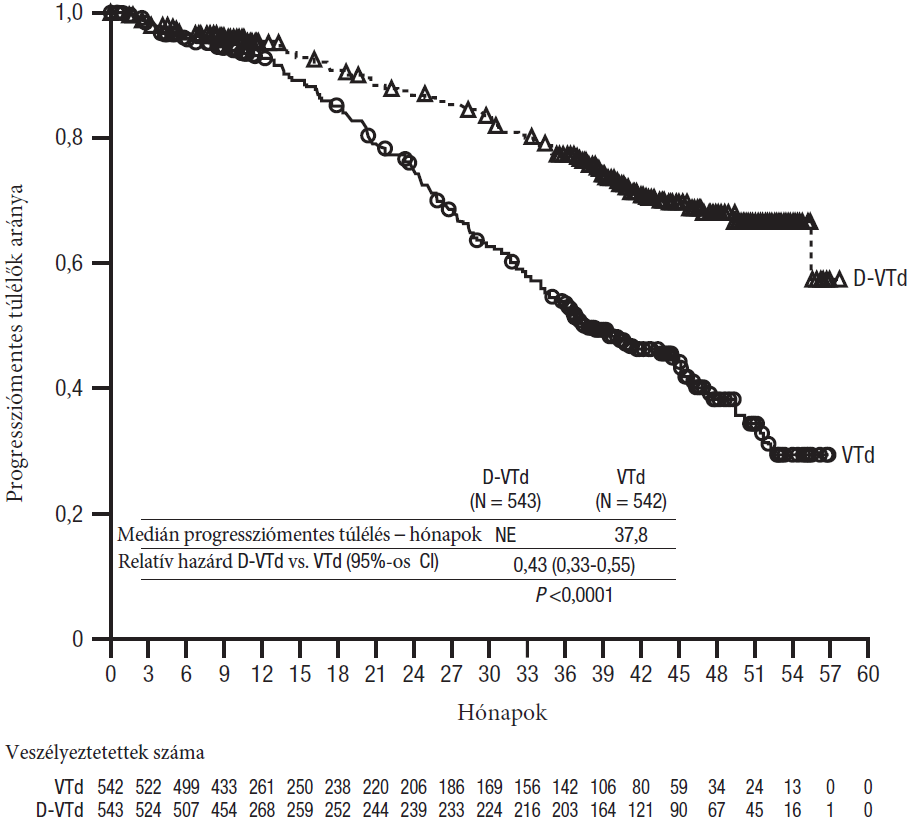 Progressziómentes túlélők aránya
1,0
0,8
0,6
0,4
0,2
0
D-VTd
VTd
D-VTd VTd
(N = 543) (N = 542)
Medián progressziómentes túlélés – hónapok NE 37,8
Relatív hazárd D-VTd vs. VTd (95%-os CI) 0,43 (0,33-0,55)
P <0,0001
0 3 6 9 12 15 18 21 24 27 30 33 36 39 42 45 48 51 54 57 60
Hónapok
Veszélyeztetettek száma
VTd 542 522 499 433 261 250 238 220 206 186 169 156 142 106 80 59 34 24 13 0 0
D-VTd 543 524 507 454 268 259 252 244 239 233 224 216 203 164 121 90 67 45 16 1 0